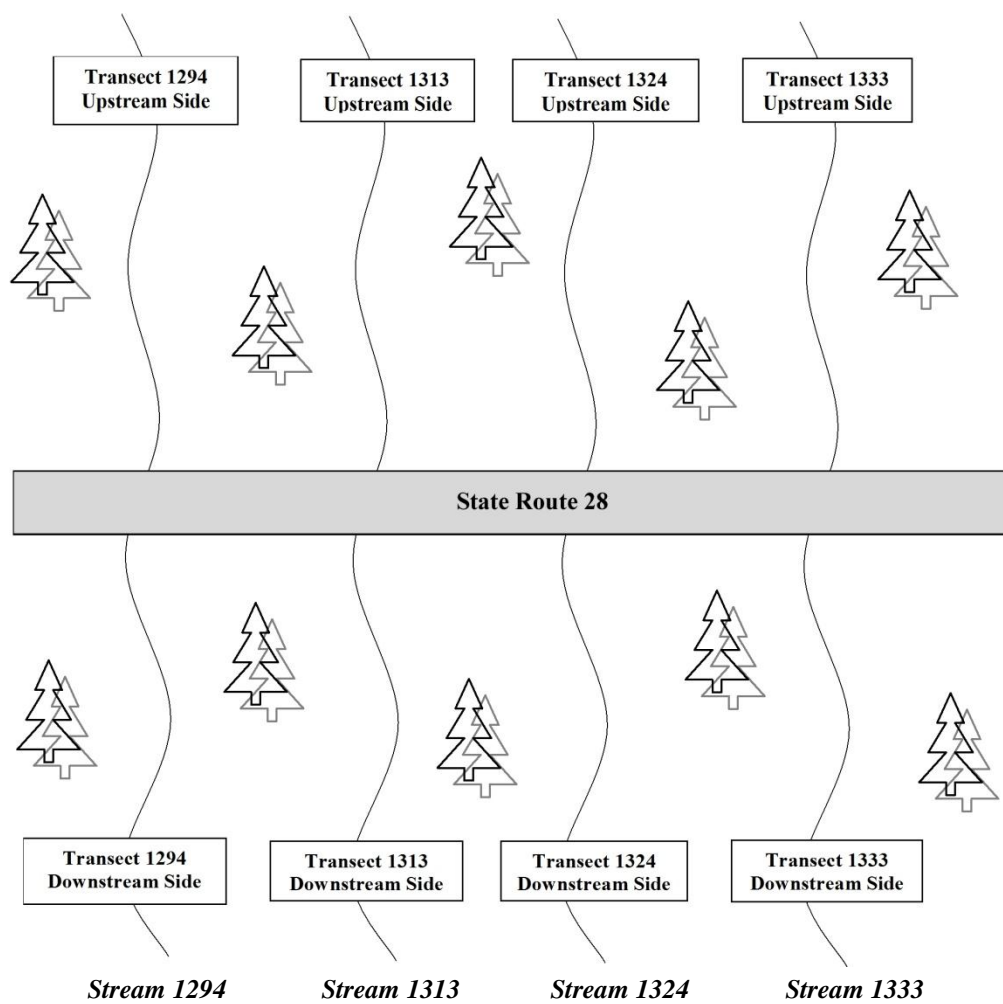 Transect 1294
Upstream Side
Transect 1313
Upstream Side
Transect 1324
Upstream Side
Transect 1333
Upstream Side
State Route 28
Transect 1294
Downstream Side
Transect 1313
Downstream Side
Transect 1324
Downstream Side
Transect 1333
Downstream Side
Stream 1294
Stream 1313
Stream 1324
Stream 1333